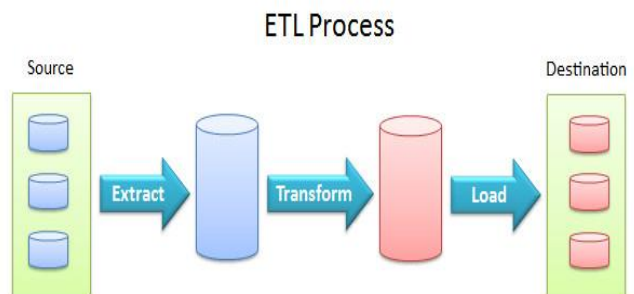 ETL Process
Source
Destination
Extract
Transform
Load